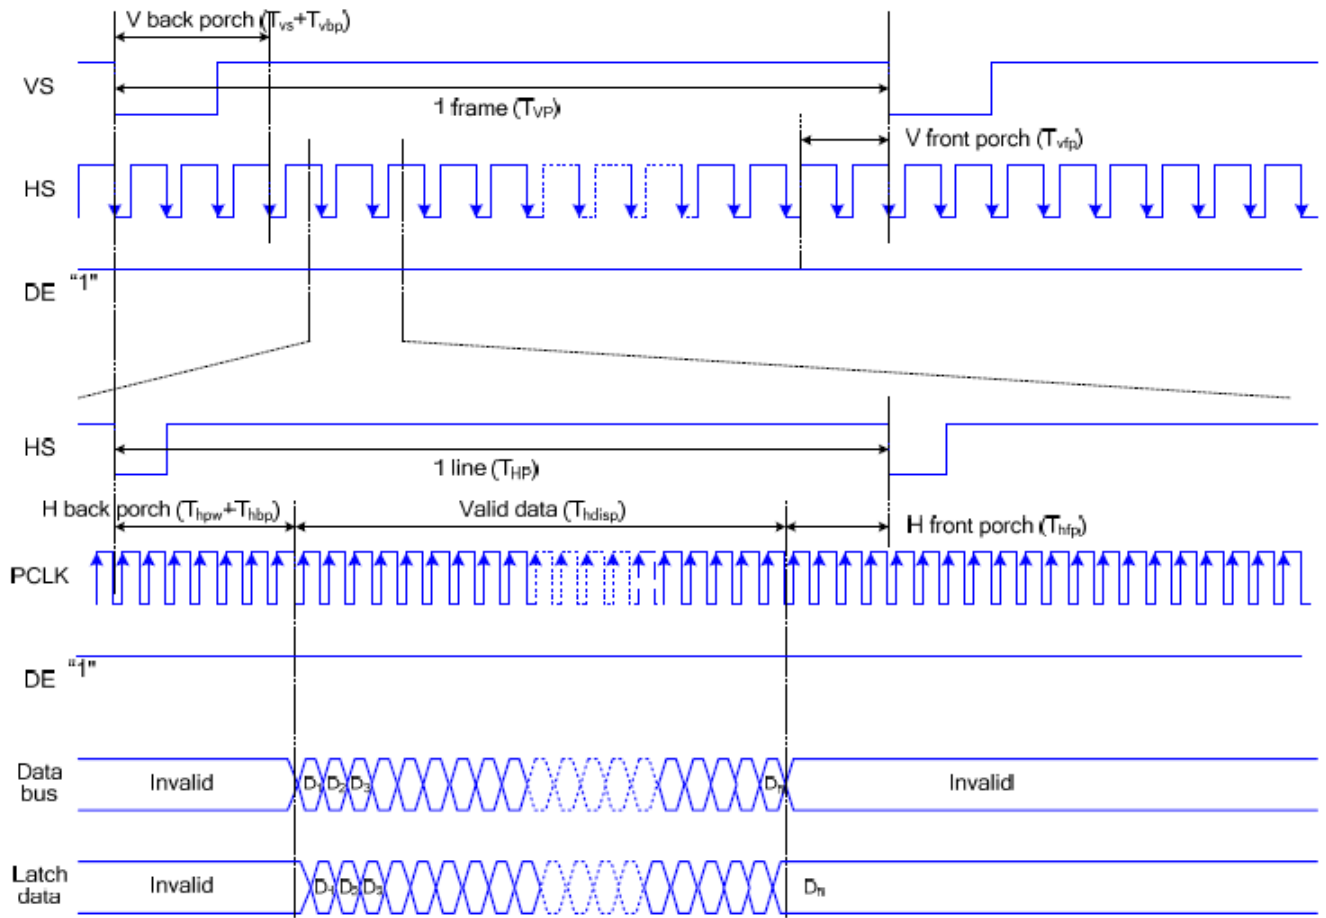 V back porch (Tvs+Tvbp)
VS
1 frame (TVP)
V front porch (Tvfp)
HS
DE "1"
HS
1 line (THP)
H back porch (Thpw+Thbp)
Valid data (Thdisp)
H front porch (Thfp)
PCLK
DE "1"
Data
bus
Invalid
D1 D2 D3
Dn
Invalid
Latch
data
Invalid
D1 D2 D3
Dn